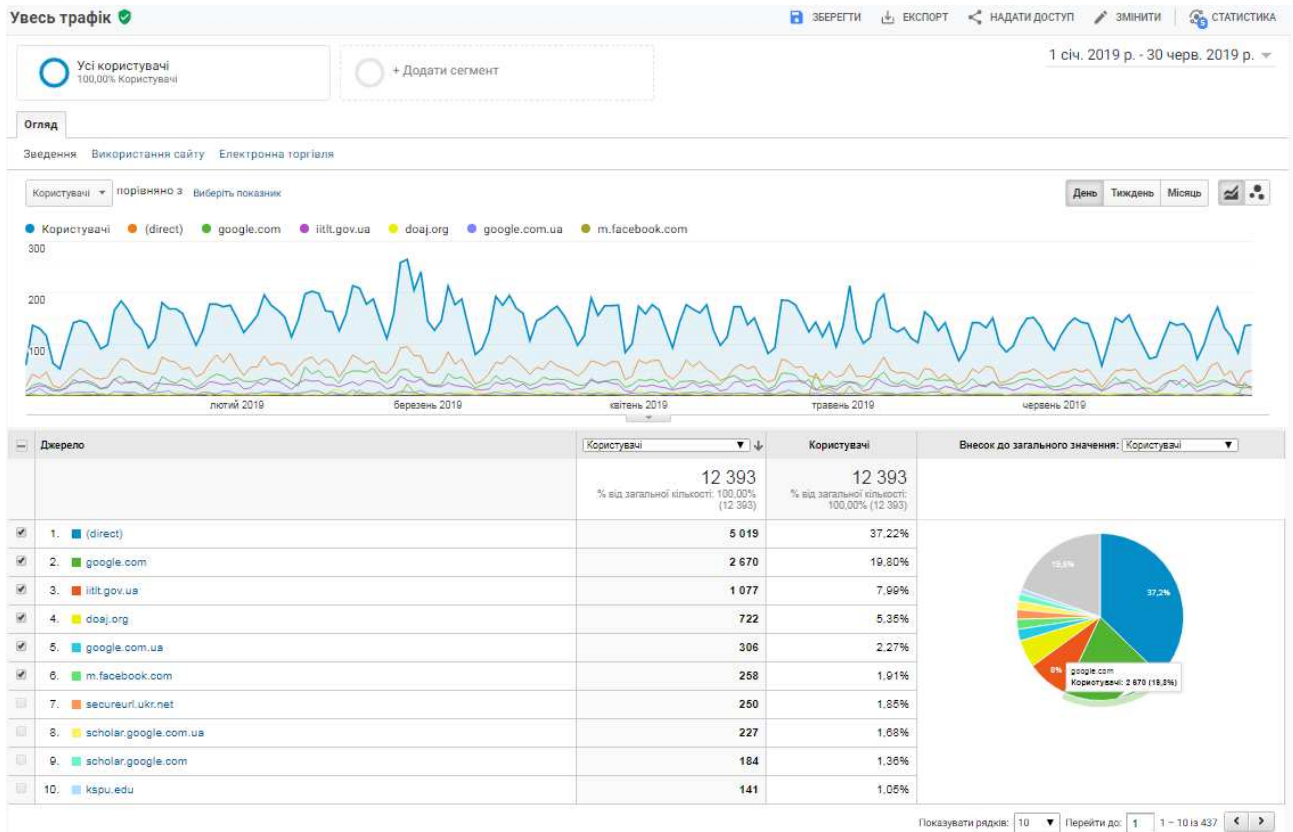 Увесь трафік
ЗБЕРЕГТИ ЕКСПОРТ НАДАТИ ДОСТУП ЗМІНИТИ 5 СТАТИСТИКА
Усі користувачі
100,00% Користувачі
+ Додати сегмент
1 січ. 2019 р. - 30 черв. 2019 р.
Огляд
Зведення Використання сайту Електронна торгівля
Користувачі порівняно з Виберіть показник
День Тиждень Місяць
Користувачі (direct) google.com iitlt.gov.ua doaj.org google.com.ua m.facebook.com
300
200
100
лютий 2019 березень 2019 квітень 2019 травень 2019 червень 2019
Джерело Користувачі Користувачі Внесок до загального значення: Користувачі
12 393 12 393
% від загальної кількості: 100,00% (12 393) % від загальної кількості: 100,00% (12 393)
1. (direct) 5 019 37,22%
2. google.com 2 670 19,80%
3. iitlt.gov.ua 1 077 7,99%
4. doaj.org 722 5,35%
5. google.com.ua 306 2,27%
6. m.facebook.com 258 1,91%
7. secureurl.ukr.net 250 1,85%
8. scholar.google.com.ua 227 1,68%
9. scholar.google.com 184 1,36%
10. kspu.edu 141 1,05%
37,2%
8%
google.com
Користувачі: 2 670
Показувати рядків: 10 Перейти до: 1 1 – 10 із 437